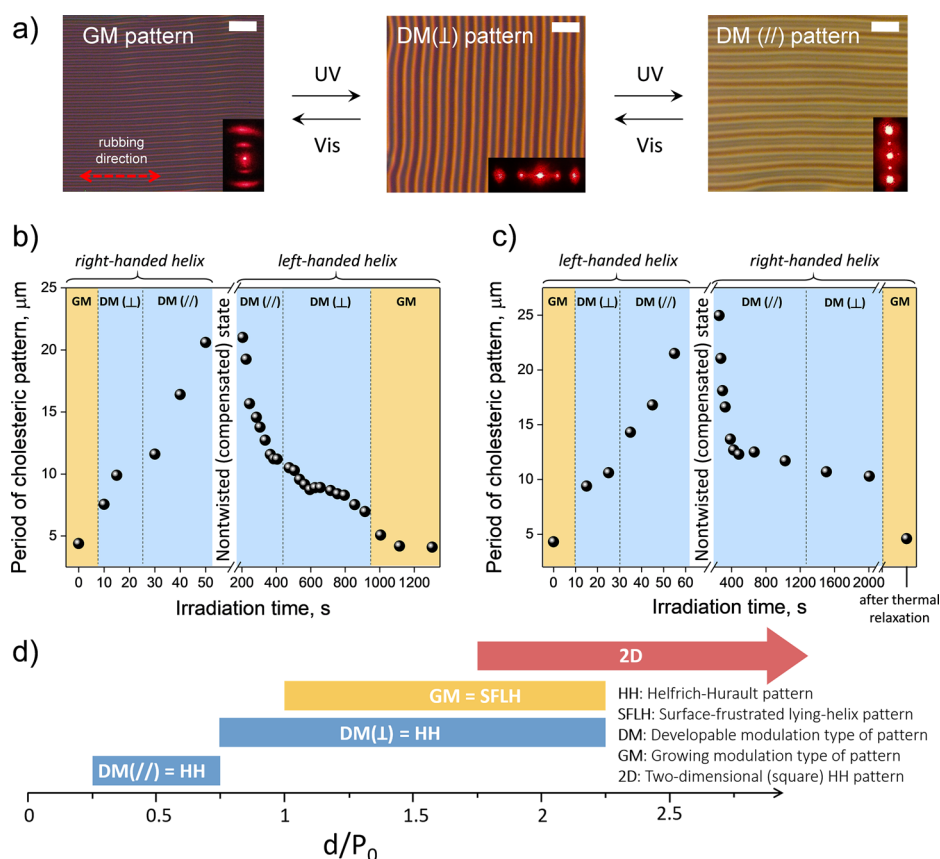 a)
GM pattern
DM(⊥) pattern
DM (//) pattern
UV
Vis
UV
Vis
rubbing
direction
b)
right-handed helix
left-handed helix
GM
DM (⊥)
DM (//)
DM (//)
DM (⊥)
GM
Nontwisted (compensated) state
Period of cholesteric pattern, μm
25
20
15
10
5
0 10 20 30 40 50
200 400 600 800 1000 1200
Irradiation time, s
c)
left-handed helix
right-handed helix
GM
DM (⊥)
DM (//)
DM (//)
DM (⊥)
GM
Nontwisted (compensated) state
Period of cholesteric pattern, μm
25
20
15
10
5
0 10 20 30 40 50 60
400 800 1200 1600 2000
Irradiation time, s
after thermal
relaxation
d)
2D
GM = SFLH
DM(⊥) = HH
DM(//) = HH
HH: Helfrich-Hurault pattern
SFLH: Surface-frustrated lying-helix pattern
DM: Developable modulation type of pattern
GM: Growing modulation type of pattern
2D: Two-dimensional (square) HH pattern
0 0.5 1 1.5 2 2.5
d/P₀